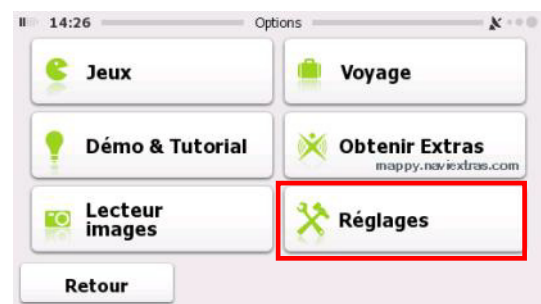 14:26 Options
Jeux
Voyage
Démo & Tutorial
Obtenir Extras
mappy.naviextras.com
Lecteur
images
Réglages
Retour